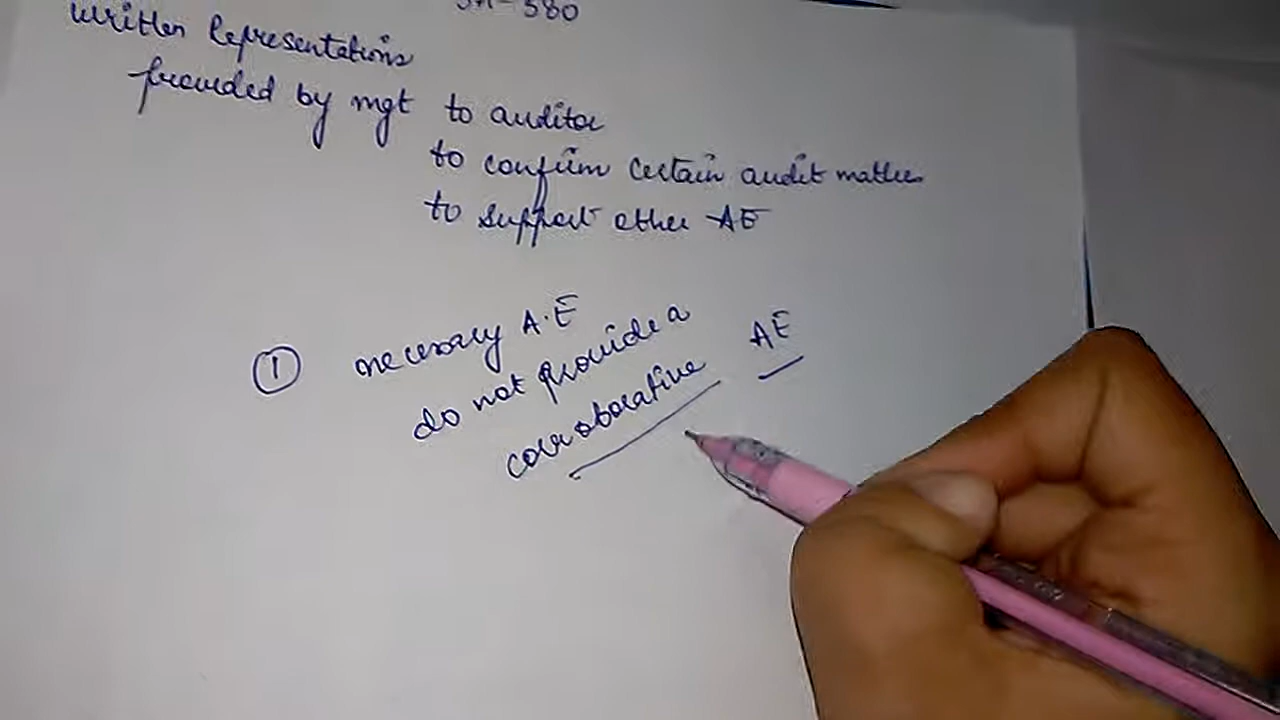 SA-580
Written Representations
provided by mgt to auditor
to confirm certain audit matter
to support other AE
① necessary A.E
do not provide a
corroborative AE